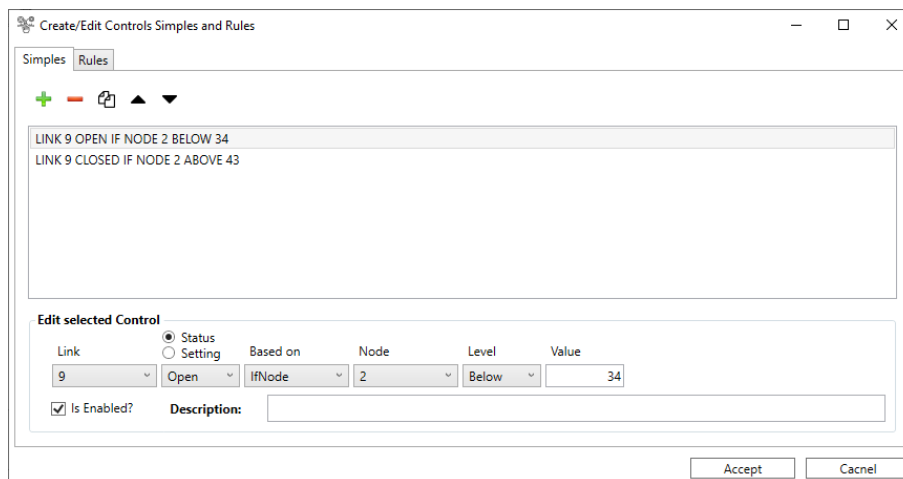 Create/Edit Controls Simples and Rules
Simples Rules
LINK 9 OPEN IF NODE 2 BELOW 34
LINK 9 CLOSED IF NODE 2 ABOVE 43
Edit selected Control
Status
Link Setting Based on Node Level Value
9 Open IfNode 2 Below 34
Is Enabled? Description:
Accept Cacnel